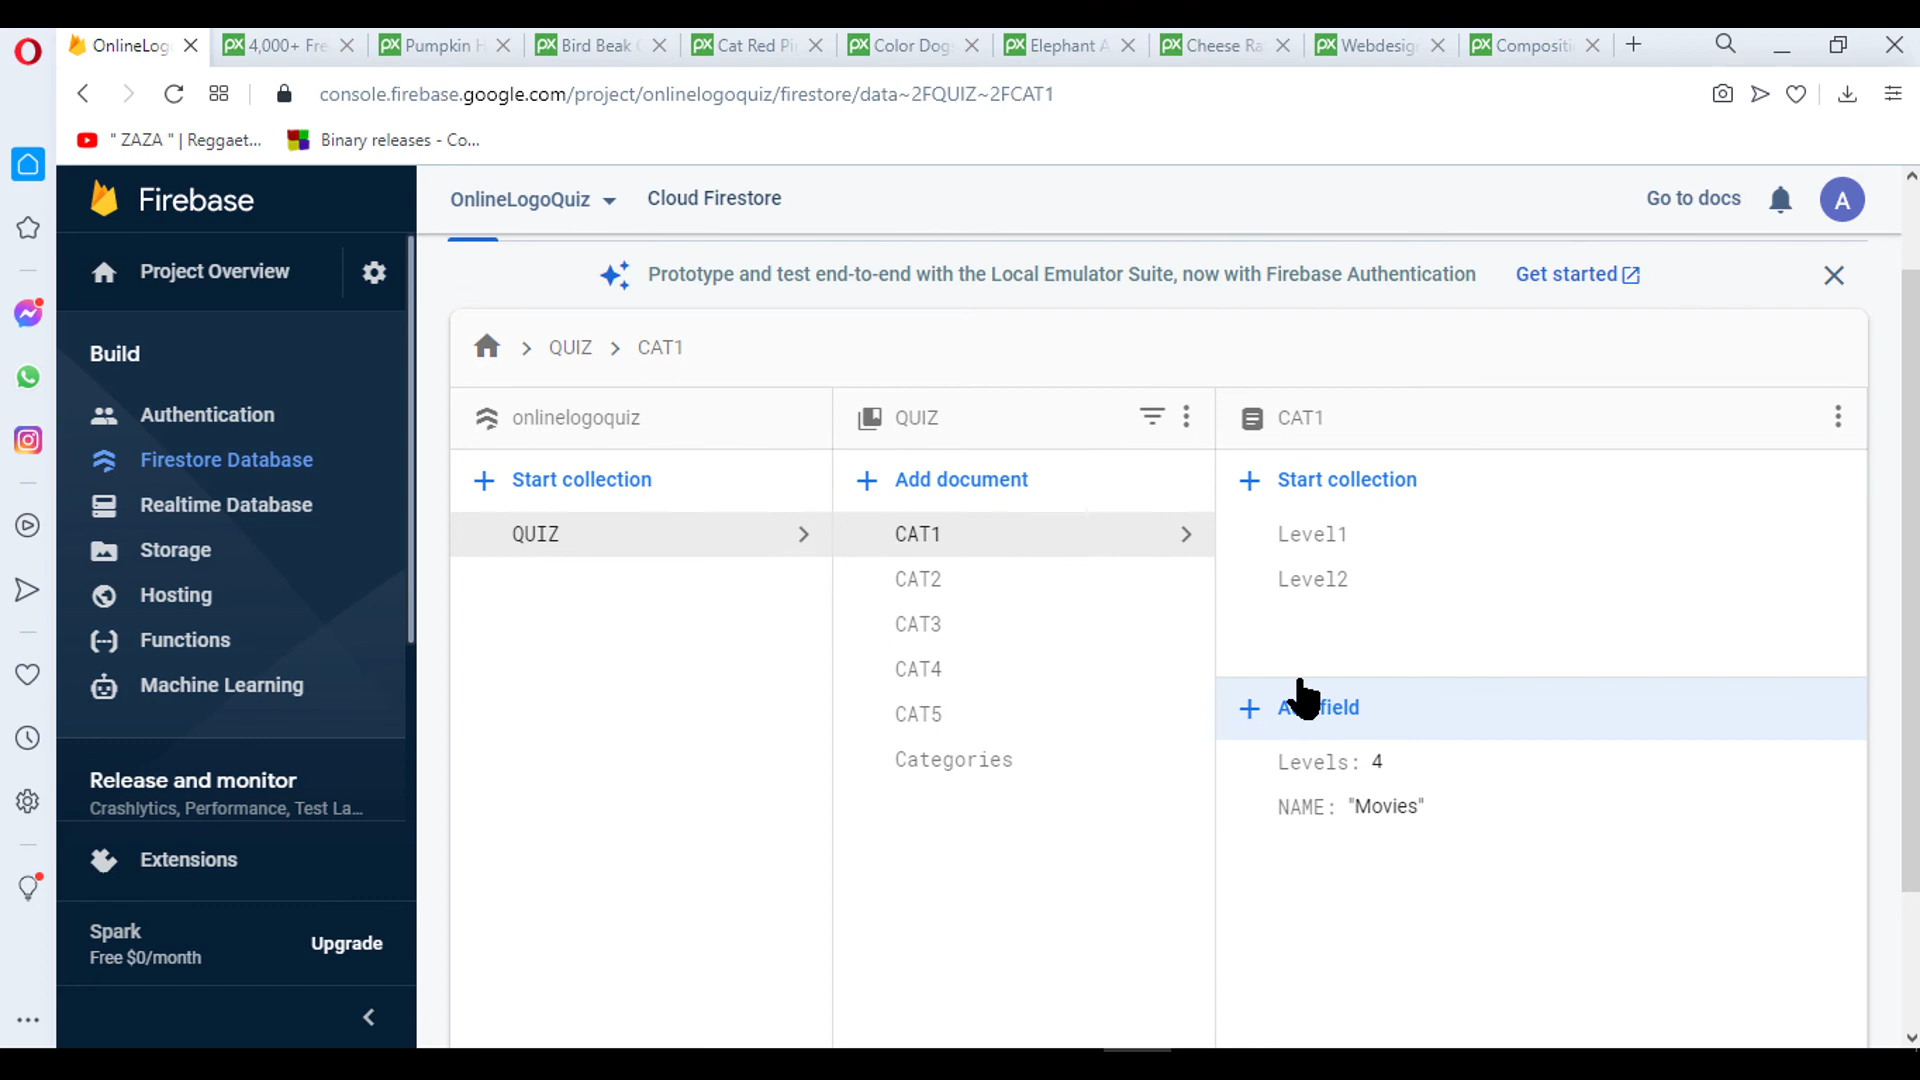 OnlineLog
4,000+ Fre
Pumpkin H
Bird Beak
Cat Red Pi
Color Dog
Elephant A
Cheese Ra
Webdesig
Compositi
console.firebase.google.com/project/onlinelogoquiz/firestore/data~2FQUIZ~2FCAT1
" ZAZA " | Reggaet...
Binary releases - Co...
Firebase
OnlineLogoQuiz
Cloud Firestore
Go to docs
A
Project Overview
Prototype and test end-to-end with the Local Emulator Suite, now with Firebase Authentication
Get started
Build
QUIZ
CAT1
Authentication
Firestore Database
Realtime Database
Storage
Hosting
Functions
Machine Learning
Release and monitor
Crashlytics, Performance, Test La...
Extensions
Spark
Free $0/month
Upgrade
onlinelogoquiz
Start collection
QUIZ
QUIZ
Add document
CAT1
CAT2
CAT3
CAT4
CAT5
Categories
CAT1
Start collection
Level1
Level2
field
Levels: 4
NAME: "Movies"